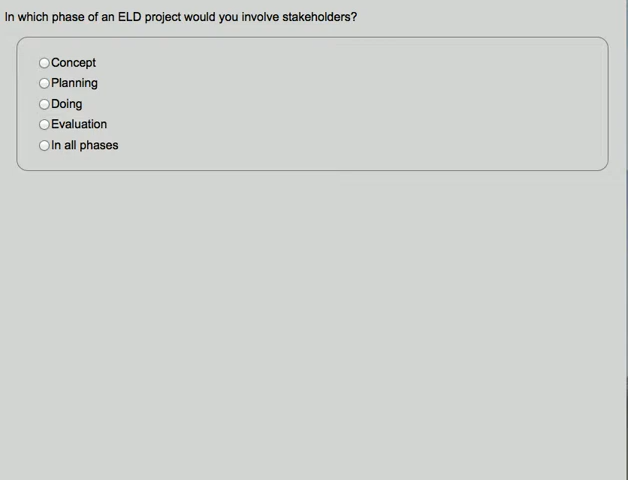 In which phase of an ELD project would you involve stakeholders?
Concept
Planning
Doing
Evaluation
In all phases